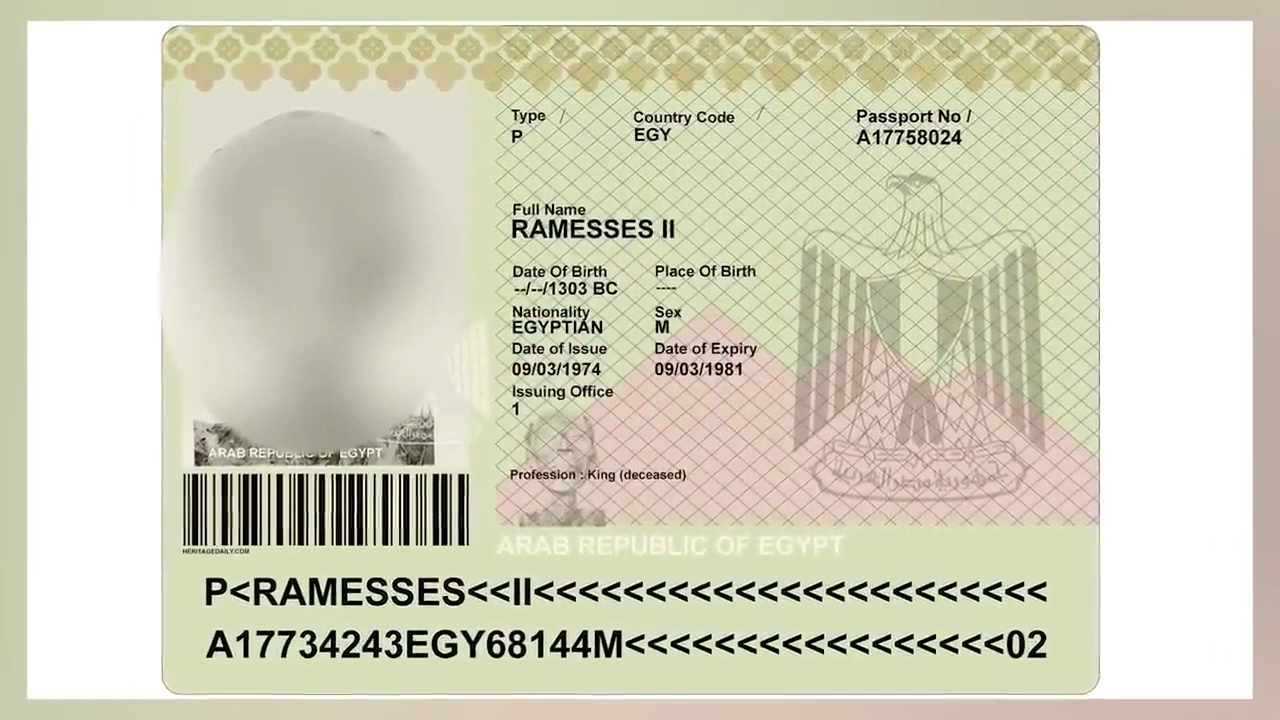 Type /
Country Code /
Passport No /
P
EGY
A17758024
Full Name
RAMESSES II
Date Of Birth
Place Of Birth
--/--/1303 BC
----
Nationality
Sex
EGYPTIAN
M
Date of Issue
Date of Expiry
09/03/1974
09/03/1981
Issuing Office
1
Profession : King (deceased)
ARAB REPUBLIC OF EGYPT
HERITAGEDAILY.COM
ARAB REPUBLIC OF EGYPT
P<RAMESSES<<II<<<<<<<<<<<<<<<<<<<<<<
A17734243EGY68144M<<<<<<<<<<<<<<<<02